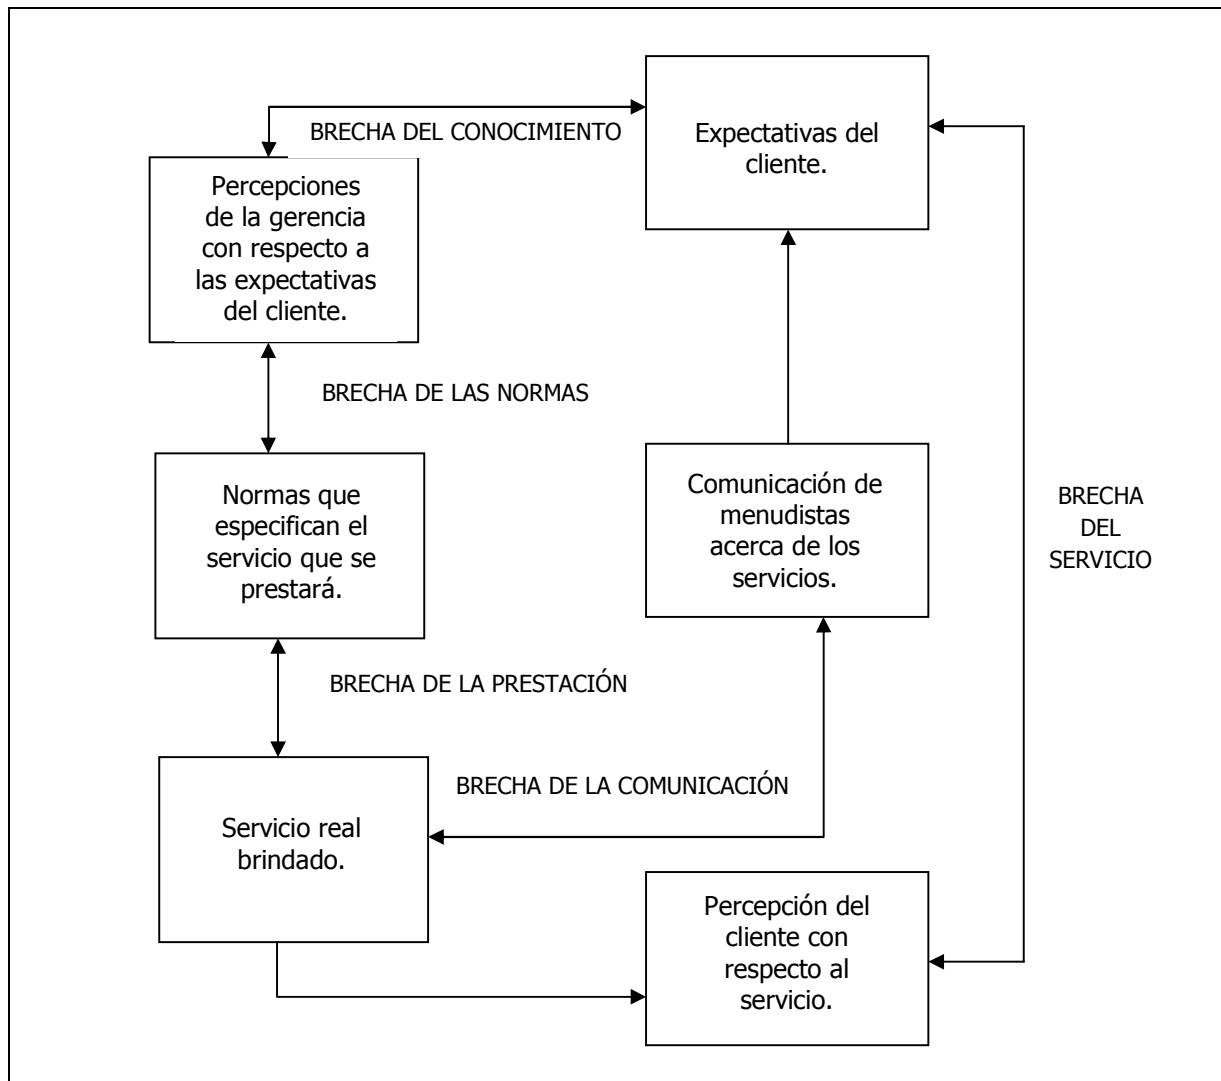 Expectativas del
cliente.
BRECHA DEL CONOCIMIENTO
Percepciones
de la gerencia
con respecto a
las expectativas
del cliente.
BRECHA DE LAS NORMAS
Normas que
especifican el
servicio que se
prestará.
Comunicación de
menudistas
acerca de los
servicios.
BRECHA
DEL
SERVICIO
BRECHA DE LA PRESTACIÓN
BRECHA DE LA COMUNICACIÓN
Servicio real
brindado.
Percepción del
cliente con
respecto al
servicio.